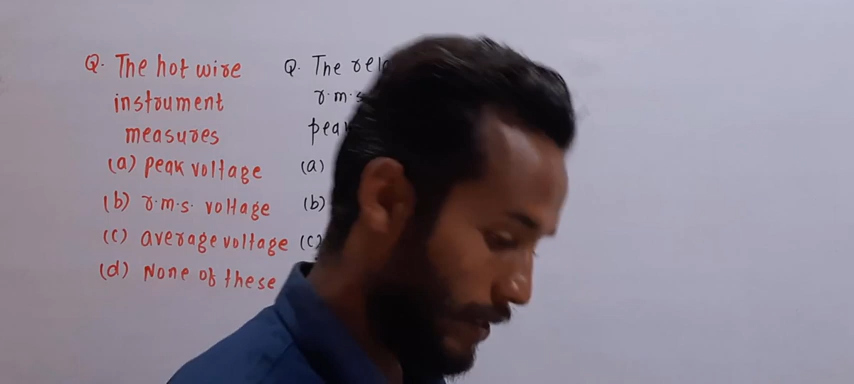 Q. The hot wire
instrument
measures
(a) peak voltage
(b) r.m.s. voltage
(c) average voltage
(d) None of these
Q. The
r.m.s
(a)
(b)
(c)